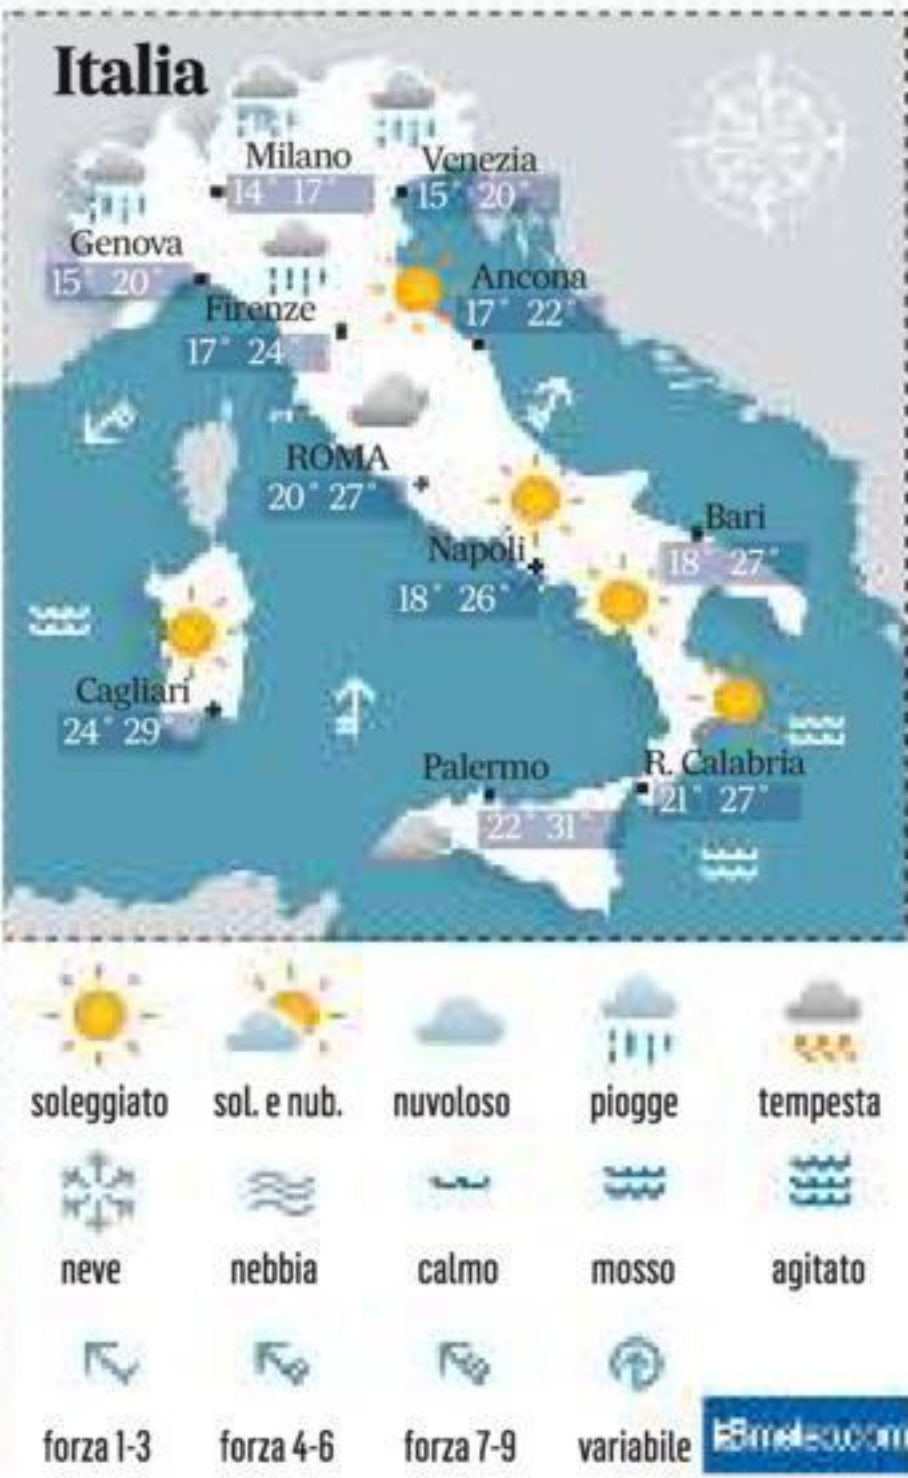 Italia
Milano
14° 17°
Venezia
15° 20°
Genova
15° 20°
Firenze
17° 24°
Ancona
17° 22°
ROMA
20° 27°
Napoli
18° 26°
Bari
18° 27°
Cagliari
24° 29°
Palermo
22° 31°
R. Calabria
21° 27°
soleggiato sol. e nub. nuvoloso piogge tempesta
neve nebbia calmo mosso agitato
forza 1-3 forza 4-6 forza 7-9 variabile